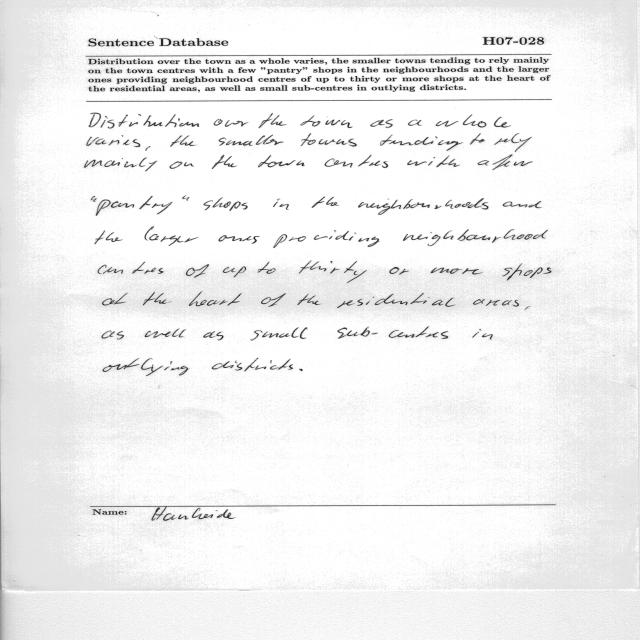 Sentence Database H07-028
Distribution over the town as a whole varies, the smaller towns tending to rely mainly
on the town centres with a few "pantry" shops in the neighbourhoods and the larger
ones providing neighbourhood centres of up to thirty or more shops at the heart of
the residential areas, as well as small sub-centres in outlying districts.
Distribution over the town as a whole
varies, the smaller towns tending to rely
mainly on the town centres with a few
"pantry" shops in the neighbourhoods and
the larger ones providing neighbourhood
centres of up to thirty or more shops
at the heart of the residential areas,
as well as small sub-centres in
outlying districts.
Name: Hanheide